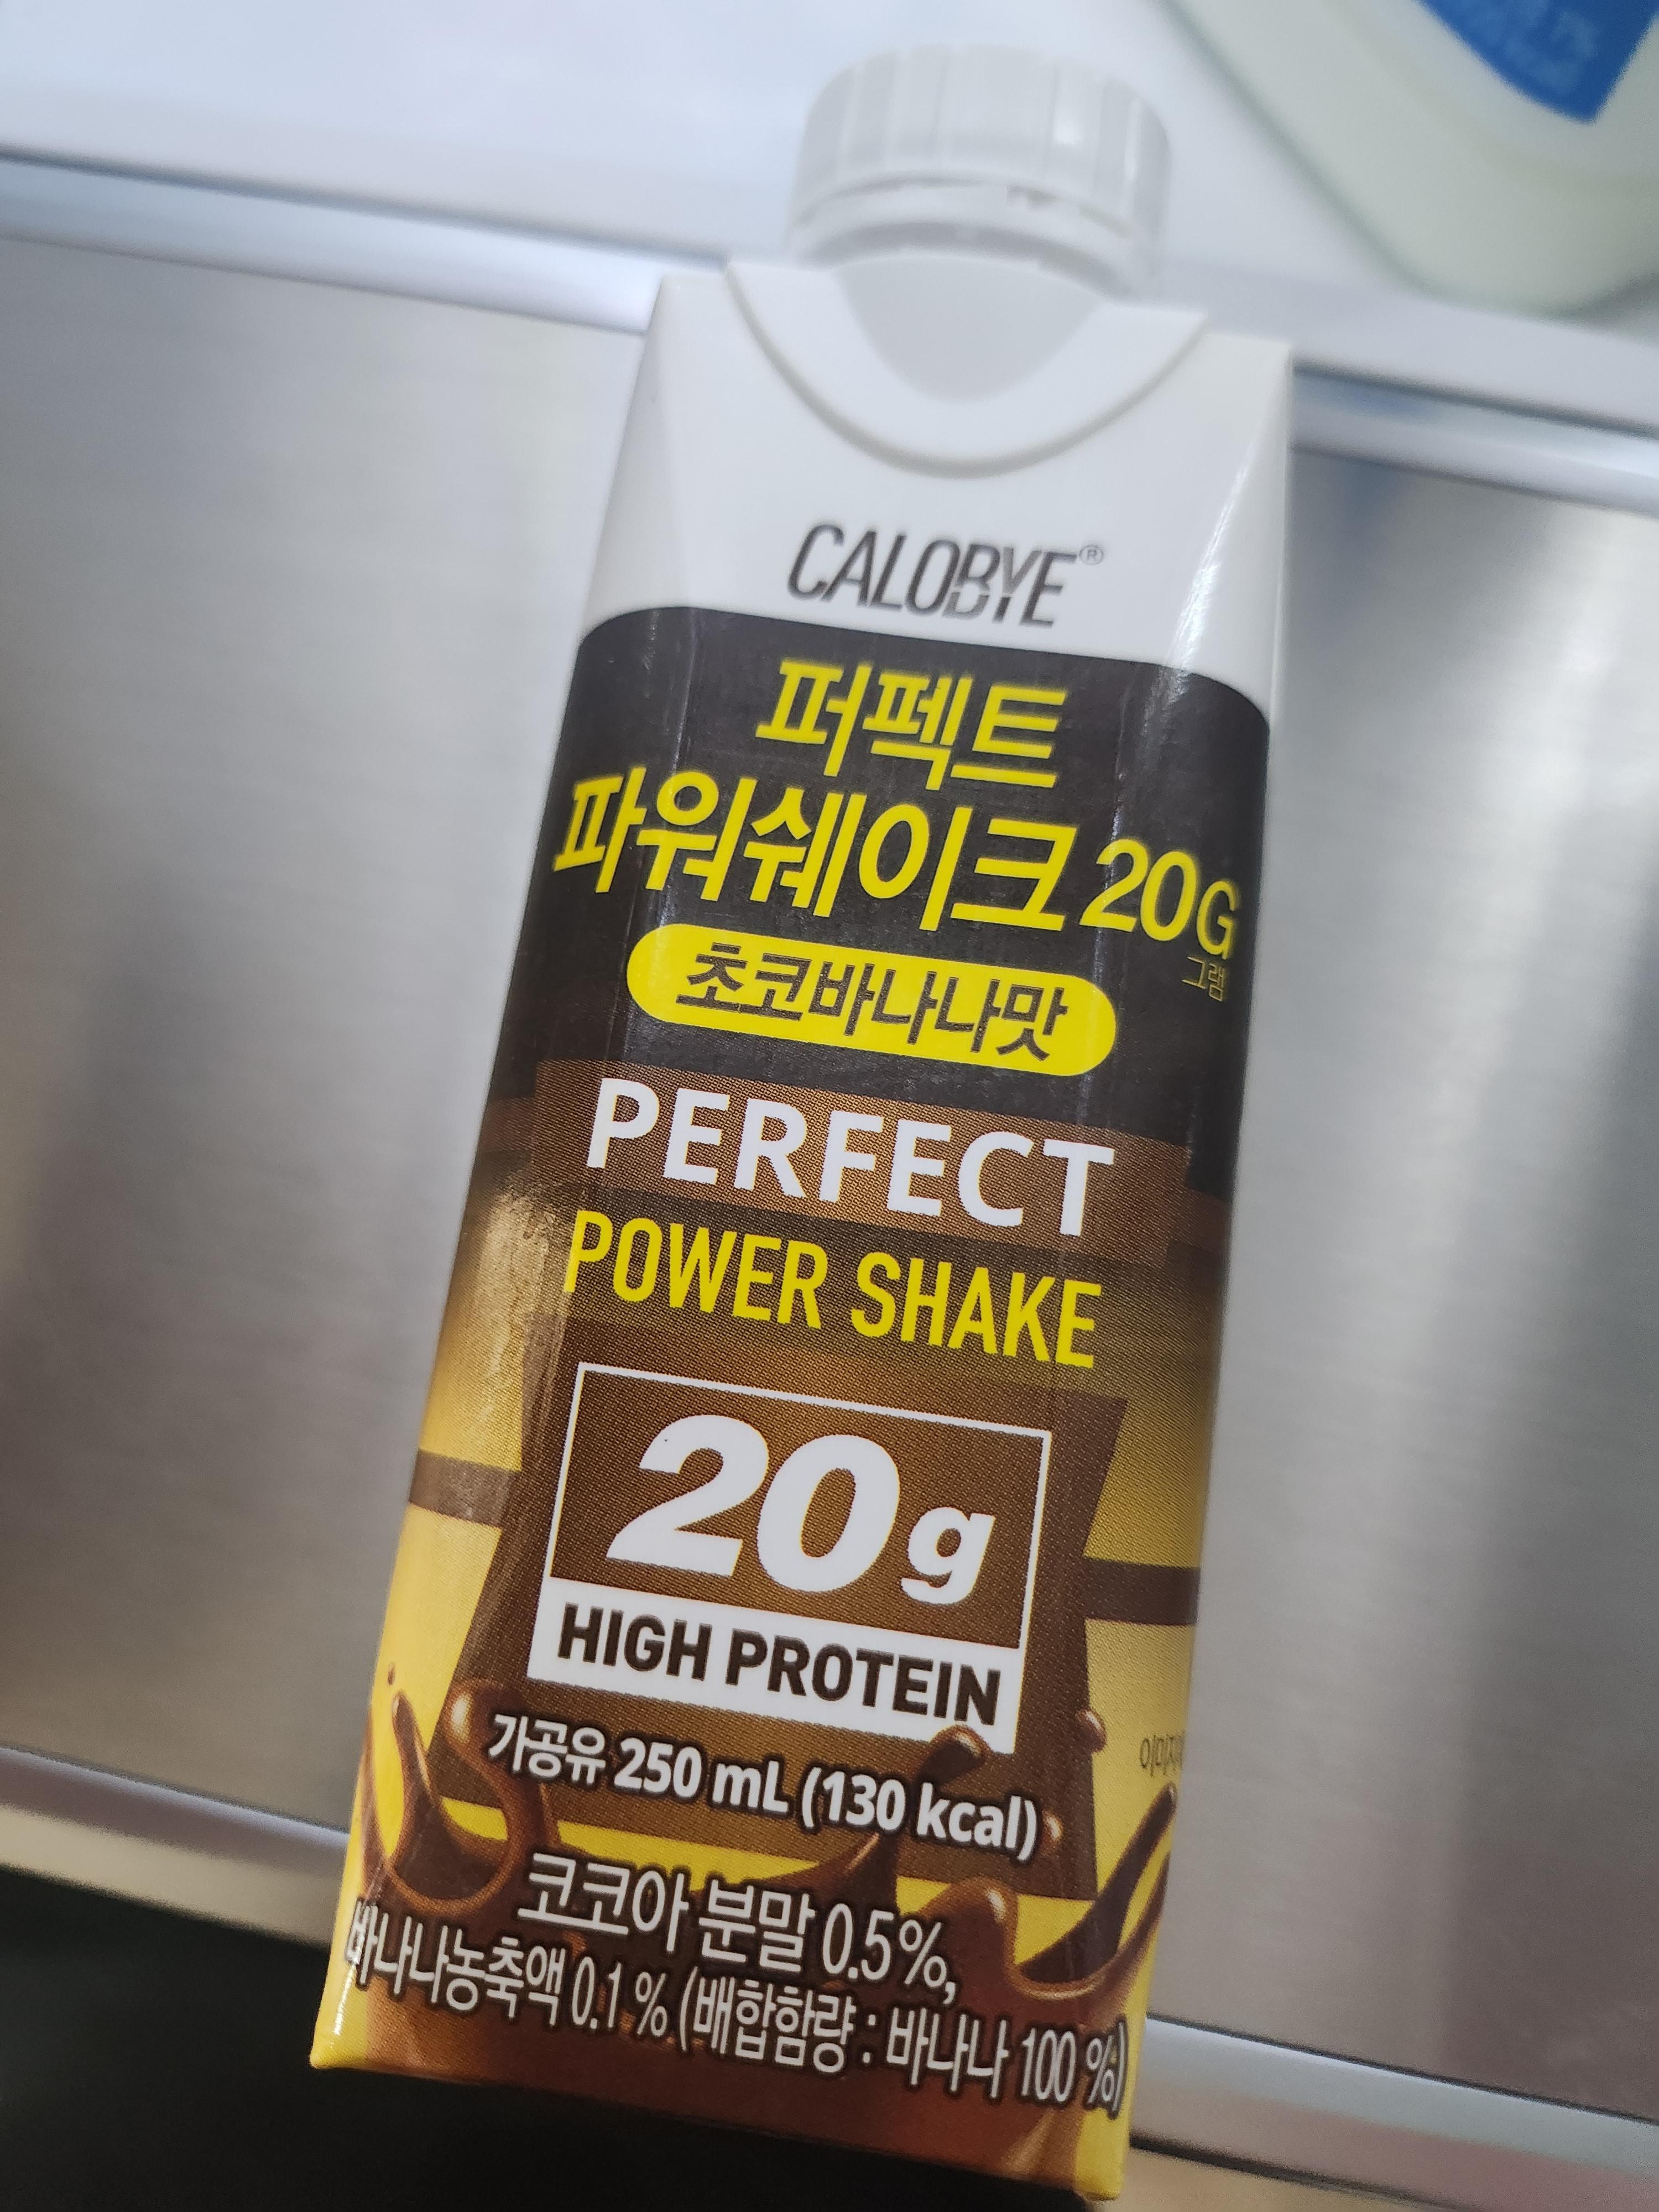 CALOBYE®
퍼펙트
파워쉐이크 20G
그램
초코바나나맛
PERFECT
POWER SHAKE
20g
HIGH PROTEIN
가공유 250 mL (130 kcal)
코코아 분말 0.5%,
바나나농축액 0.1 % (배합함량 : 바나나 100 %)